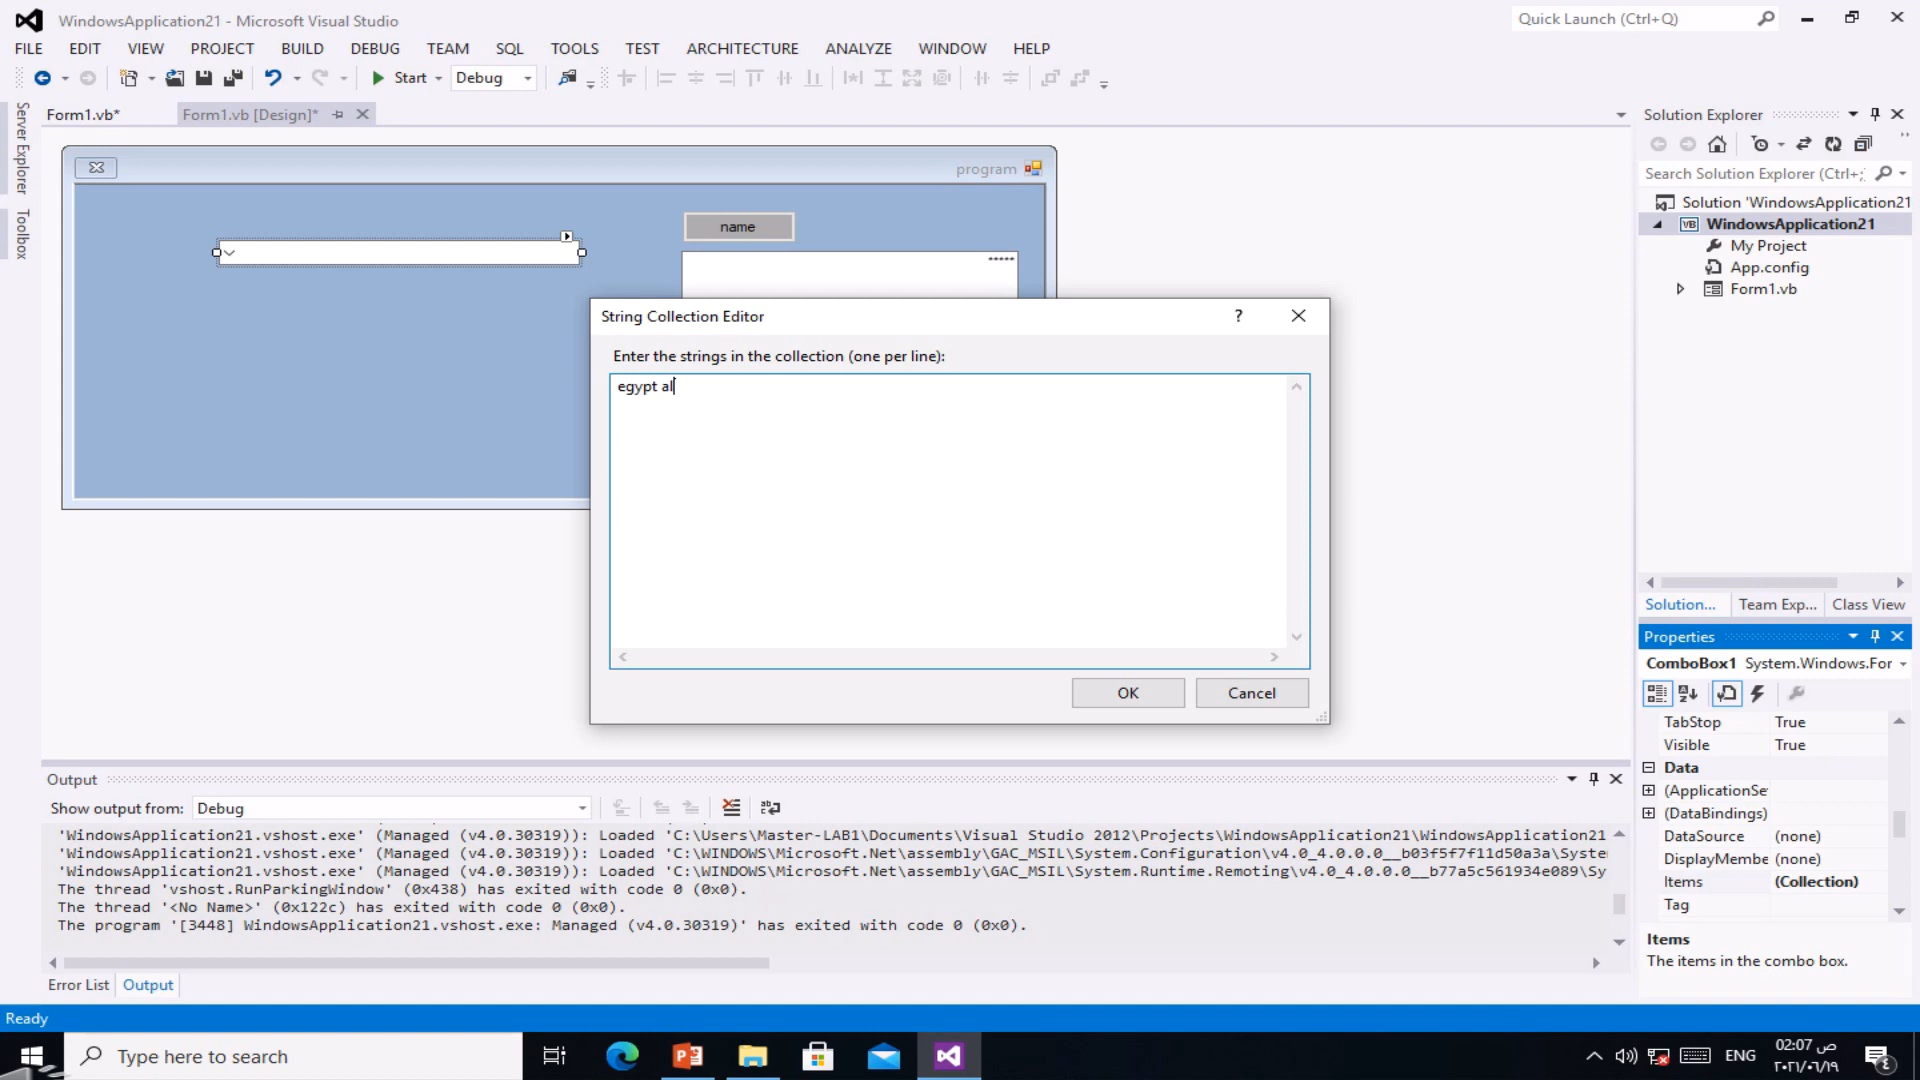 WindowsApplication21 - Microsoft Visual Studio
Quick Launch (Ctrl+Q)
FILE EDIT VIEW PROJECT BUILD DEBUG TEAM SQL TOOLS TEST ARCHITECTURE ANALYZE WINDOW HELP
Start Debug
Server Explorer
Toolbox
Form1.vb* Form1.vb [Design]*
program
name
*****
String Collection Editor
?
Enter the strings in the collection (one per line):
egypt al
OK Cancel
Solution Explorer
Search Solution Explorer (Ctrl+;
Solution 'WindowsApplication21
VB WindowsApplication21
My Project
App.config
Form1.vb
Solution... Team Exp... Class View
Properties
ComboBox1 System.Windows.For
TabStop True
Visible True
Data
(ApplicationSe
(DataBindings)
DataSource (none)
DisplayMembe (none)
Items (Collection)
Tag
Items
The items in the combo box.
Output
Show output from: Debug
'WindowsApplication21.vshost.exe' (Managed (v4.0.30319)): Loaded 'C:\Users\Master-LAB1\Documents\Visual Studio 2012\Projects\WindowsApplication21\WindowsApplication21
'WindowsApplication21.vshost.exe' (Managed (v4.0.30319)): Loaded 'C:\WINDOWS\Microsoft.Net\assembly\GAC_MSIL\System.Configuration\v4.0_4.0.0.0__b03f5f7f11d50a3a\System
'WindowsApplication21.vshost.exe' (Managed (v4.0.30319)): Loaded 'C:\WINDOWS\Microsoft.Net\assembly\GAC_MSIL\System.Runtime.Remoting\v4.0_4.0.0.0__b77a5c561934e089\Sy
The thread 'vshost.RunParkingWindow' (0x438) has exited with code 0 (0x0).
The thread '<No Name>' (0x122c) has exited with code 0 (0x0).
The program '[3448] WindowsApplication21.vshost.exe: Managed (v4.0.30319)' has exited with code 0 (0x0).
Error List Output
Ready
Type here to search
ENG
02:07 ص
٢٠٢١/٠٦/١٩
٤